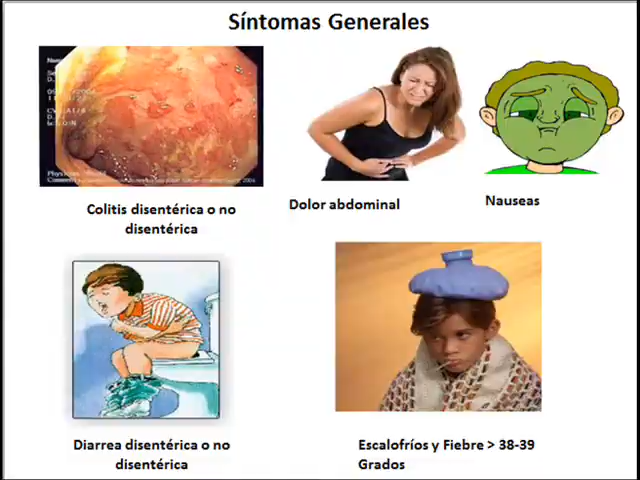 Síntomas Generales
Colitis disentérica o no
disentérica
Dolor abdominal
Nauseas
Diarrea disentérica o no
disentérica
Escalofríos y Fiebre > 38-39
Grados